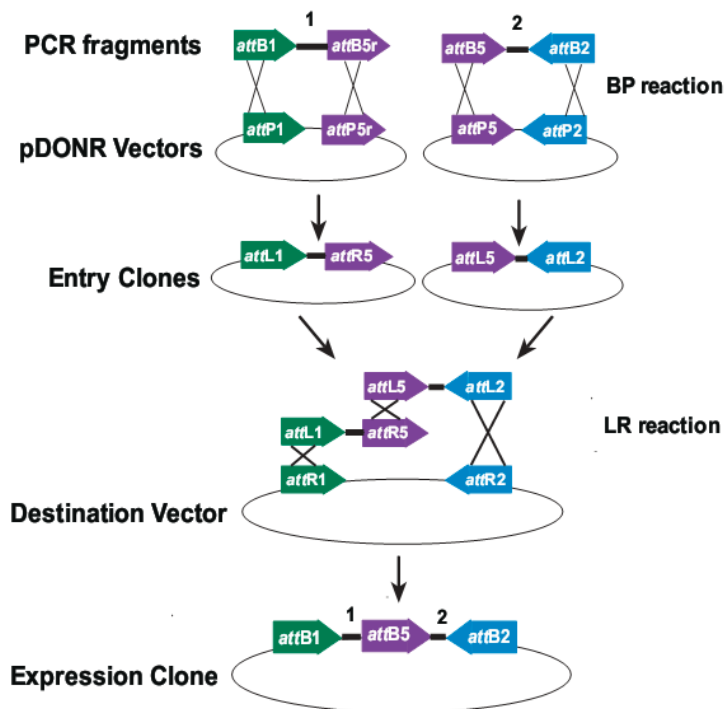 1
2
PCR fragments
attB1
attB5r
attB5
attB2
BP reaction
attP1
attP5r
attP5
attP2
pDONR Vectors
attL1
attR5
attL5
attL2
Entry Clones
attL5
attL2
attL1
attR5
LR reaction
attR1
attR2
Destination Vector
1
2
attB1
attB5
attB2
Expression Clone